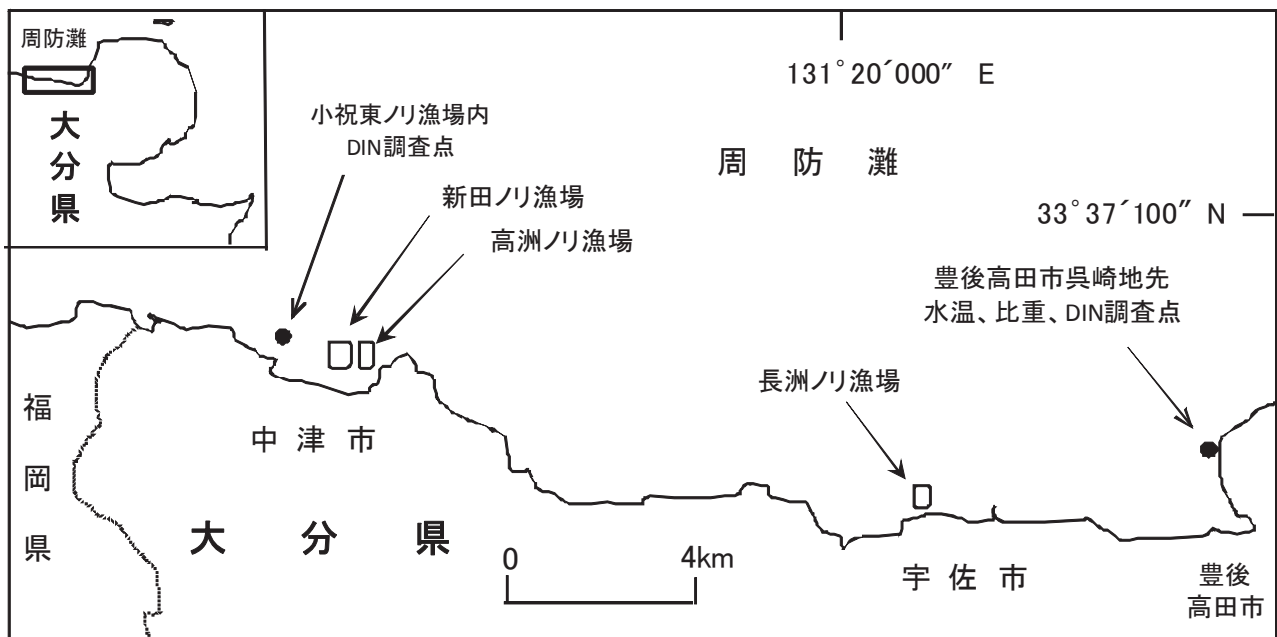 周防灘
大分県
131°20´000″ E
小祝東ノリ漁場内
DIN調査点
周防灘
新田ノリ漁場
33°37´100″ N
高洲ノリ漁場
豊後高田市呉崎地先
水温、比重、DIN調査点
長洲ノリ漁場
福岡県
中津市
大分県
0
4km
宇佐市
豊後
高田市